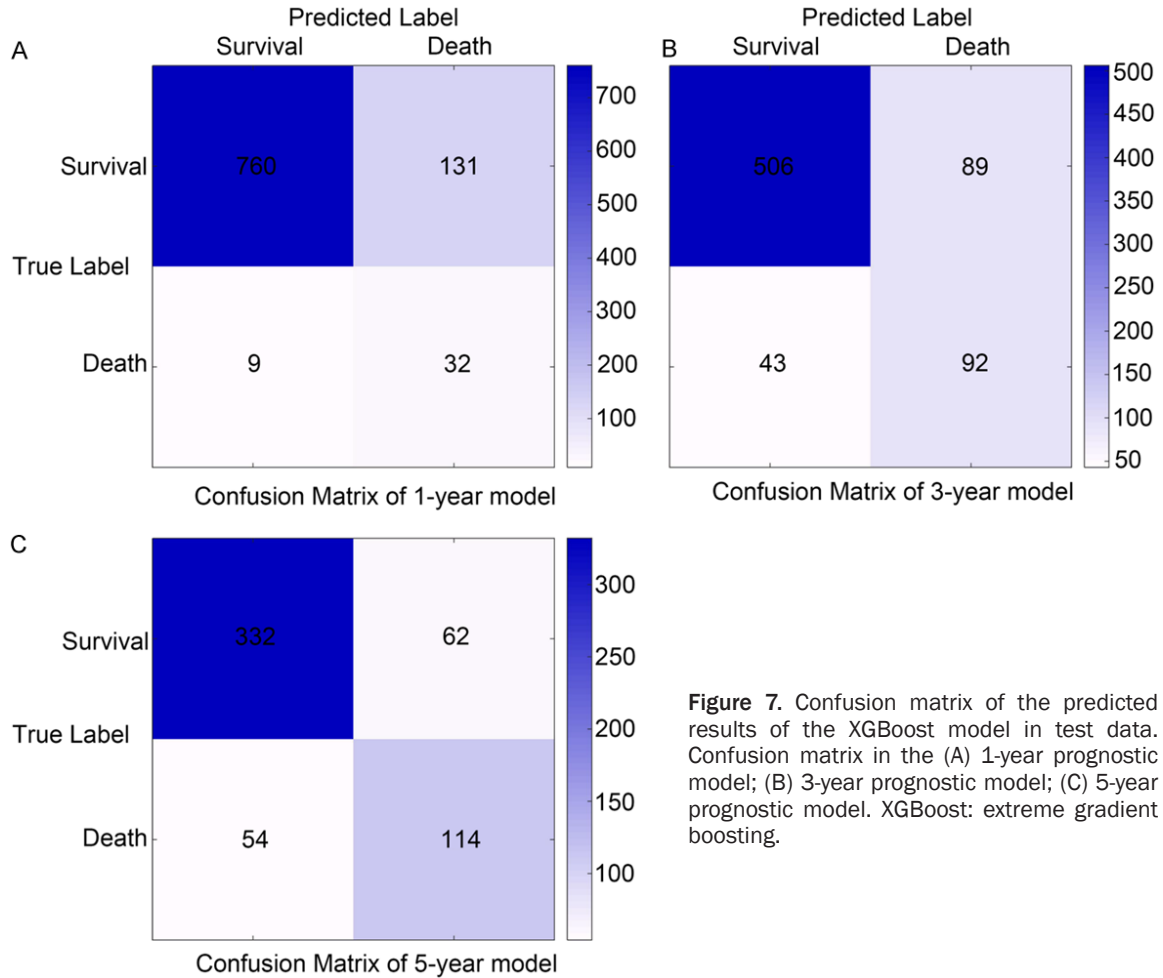 Predicted Label
A Survival Death
700
600
500
400
300
200
100
Survival 760 131
True Label
Death 9 32
Confusion Matrix of 1-year model
Predicted Label
B Survival Death
500
450
400
350
300
250
200
150
100
50
506 89
43 92
Confusion Matrix of 3-year model
C
300
250
200
150
100
Survival 332 62
True Label
Death 54 114
Confusion Matrix of 5-year model
Figure 7. Confusion matrix of the predicted
results of the XGBoost model in test data.
Confusion matrix in the (A) 1-year prognostic
model; (B) 3-year prognostic model; (C) 5-year
prognostic model. XGBoost: extreme gradient
boosting.